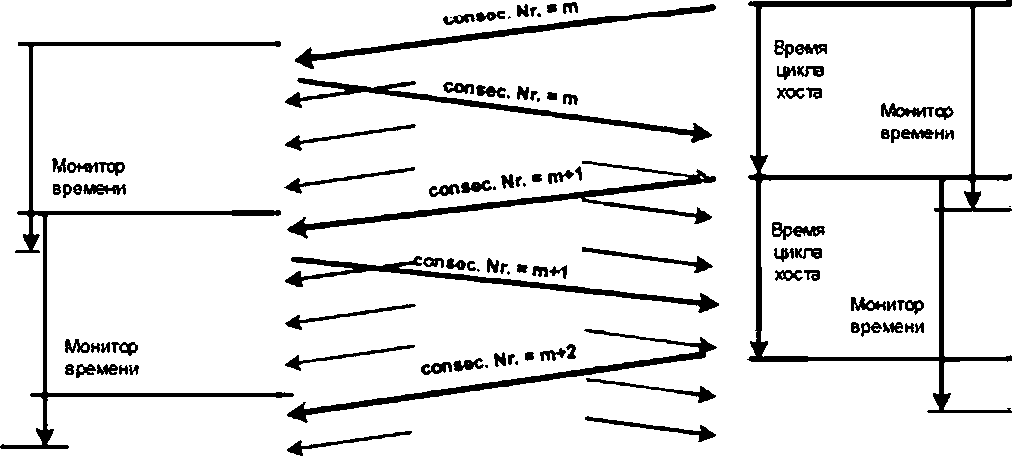 consec. Nr. = m
Время
цикла
хоста
consec. Nr. = m
Монитор
времени
Монитор
времени
consec. Nr. = m+1
Время
цикла
хоста
consec. Nr. = m+1
Монитор
времени
Монитор
времени
consec. Nr. = m+2